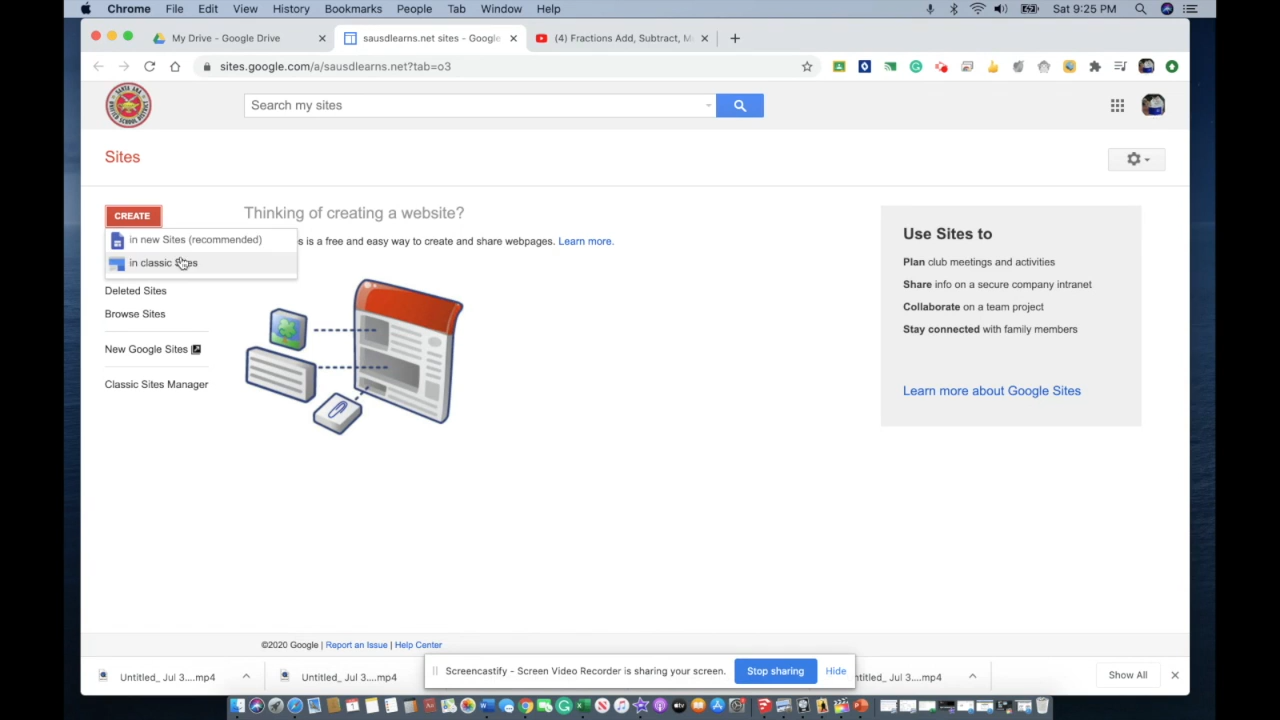 Chrome File Edit View History Bookmarks People Tab Window Help Sat 9:25 PM
My Drive - Google Drive
sausdlearns.net sites - Google
(4) Fractions Add, Subtract, M
sites.google.com/a/sausdlearns.net?tab=o3
Search my sites
Sites
CREATE
Thinking of creating a website?
in new Sites (recommended)
s is a free and easy way to create and share webpages. Learn more.
in classic Sites
Deleted Sites
Browse Sites
New Google Sites
Classic Sites Manager
Use Sites to
Plan club meetings and activities
Share info on a secure company intranet
Collaborate on a team project
Stay connected with family members
Learn more about Google Sites
©2020 Google | Report an Issue | Help Center
Untitled_ Jul 3....mp4
Untitled_ Jul 3....mp4
Screencastify - Screen Video Recorder is sharing your screen.
Stop sharing
Hide
ntitled_ Jul 3....mp4
Show All